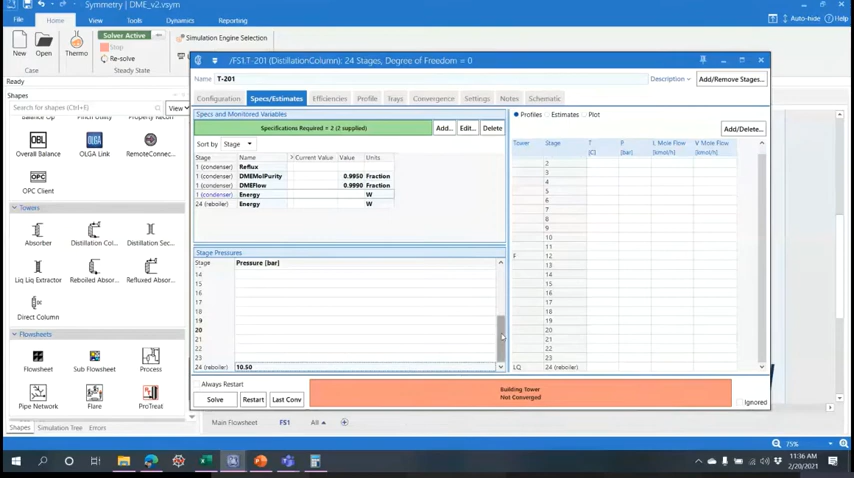 Symmetry | DME_v2.vsym
File
Home
View
Tools
Dynamics
Reporting
Auto-hide
Help
New
Open
Thermo
Solver Active
Stop
Re-solve
Simulation Engine Selection
Case
Steady State
Ready
Shapes
Search for shapes (Ctrl+F)
View
Overall Balance
OLGA Link
RemoteConnec...
OPC Client
Towers
Absorber
Distillation Col...
Distillation Sec...
Liq Liq Extractor
Reboiled Absor...
Refluxed Absor...
Direct Column
Flowsheets
Flowsheet
Sub Flowsheet
Process
Pipe Network
Flare
ProTreat
Shapes
Simulation Tree
Errors
/FS1.T-201 (DistillationColumn): 24 Stages, Degree of Freedom = 0
Name
T-201
Description
Add/Remove Stages...
Configuration
Specs/Estimates
Efficiencies
Profile
Trays
Convergence
Settings
Notes
Schematic
Specs and Monitored Variables
Specifications Required = 2 (2 supplied)
Add...
Edit...
Delete
Sort by
Stage
Stage Name > Current Value Value Units
1 (condenser) Reflux
1 (condenser) DMEMolPurity 0.9950 Fraction
1 (condenser) DMEFlow 0.9990 Fraction
1 (condenser) Energy W
24 (reboiler) Energy W
Stage Pressures
Stage Pressure [bar]
14
15
16
17
18
19
20
21
22
23
24 (reboiler) 10.50
Profiles
Estimates
Plot
Add/Delete...
Tower Stage T P L Mole Flow V Mole Flow
[C] [bar] [kmol/h] [kmol/h]
2
3
4
5
6
7
8
9
10
11
F 12
13
14
15
16
17
18
19
20
21
22
23
LQ 24 (reboiler)
Always Restart
Solve
Restart
Last Conv
Building Tower
Not Converged
Ignored
Main Flowsheet
FS1
All
75%
11:36 AM
2/20/2021